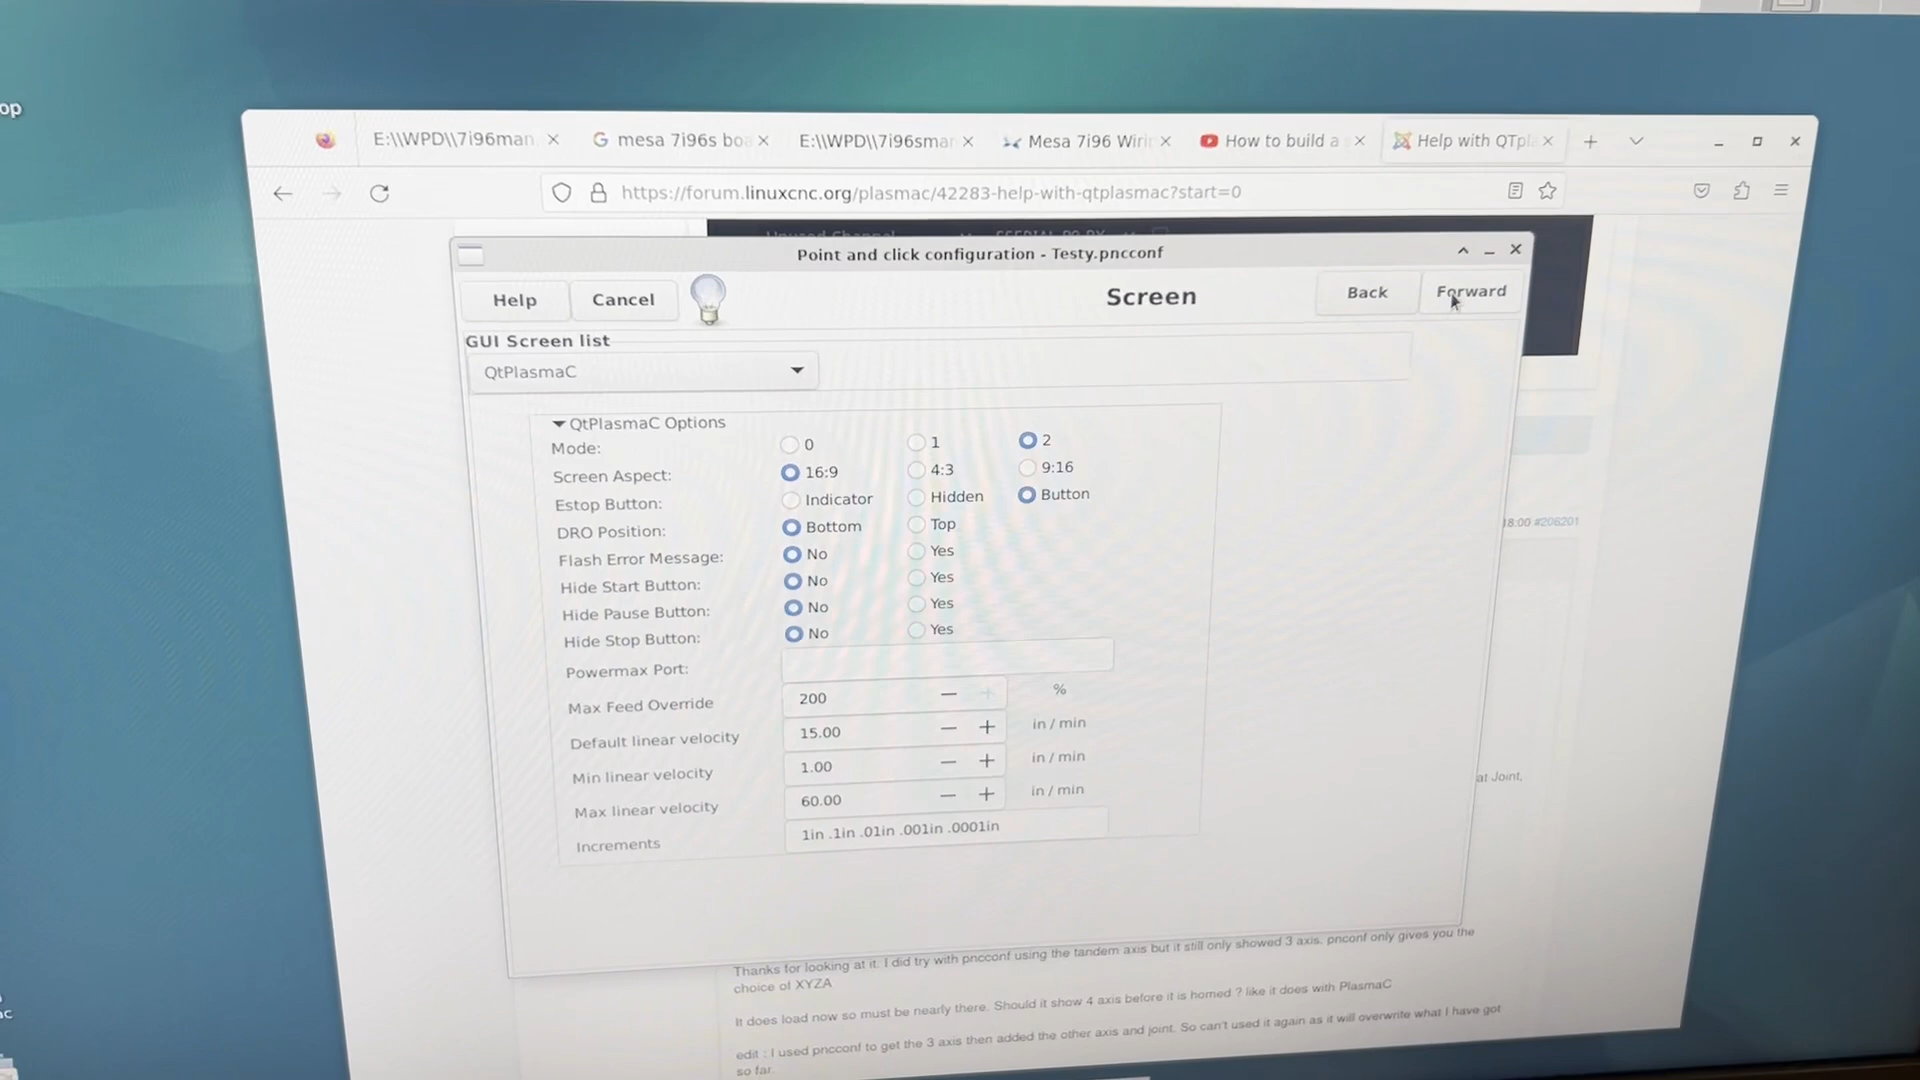 op
E:\\WPD\\7i96man
mesa 7i96s boa
E:\\WPD\\7i96smar
Mesa 7i96 Wirin
How to build a
Help with QTpla
https://forum.linuxcnc.org/plasmac/42283-help-with-qtplasmac?start=0
Point and click configuration - Testy.pncconf
Help
Cancel
Screen
Back
Forward
GUI Screen list
QtPlasmaC
QtPlasmaC Options
Mode: 0 1 2
Screen Aspect: 16:9 4:3 9:16
Estop Button: Indicator Hidden Button
DRO Position: Bottom Top
Flash Error Message: No Yes
Hide Start Button: No Yes
Hide Pause Button: No Yes
Hide Stop Button: No Yes
Powermax Port:
Max Feed Override 200 — + %
Default linear velocity 15.00 — + in / min
Min linear velocity 1.00 — + in / min
Max linear velocity 60.00 — + in / min
Increments 1in .1in .01in .001in .0001in
8:00 #206201
at Joint,
Thanks for looking at it. I did try with pncconf using the tandem axis but it still only showed 3 axis. pnconf only gives you the
choice of XYZA
It does load now so must be nearly there. Should it show 4 axis before it is homed ? like it does with PlasmaC
edit : I used pncconf to get the 3 axis then added the other axis and joint. So can't used it again as it will overwrite what I have got
so far.